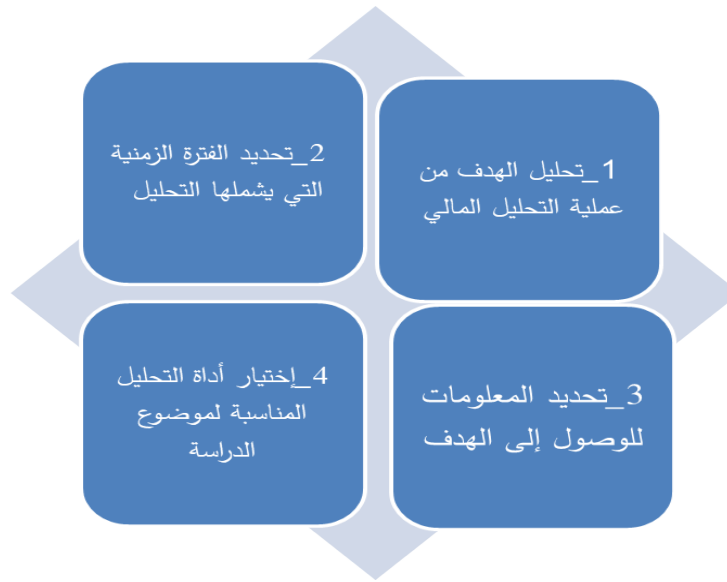 1_تحليل الهدف من
عملية التحليل المالي
2_تحديد الفترة الزمنية
التي يشملها التحليل
3_تحديد المعلومات
للوصول إلى الهدف
4_إختيار أداة التحليل
المناسبة لموضوع
الدراسة